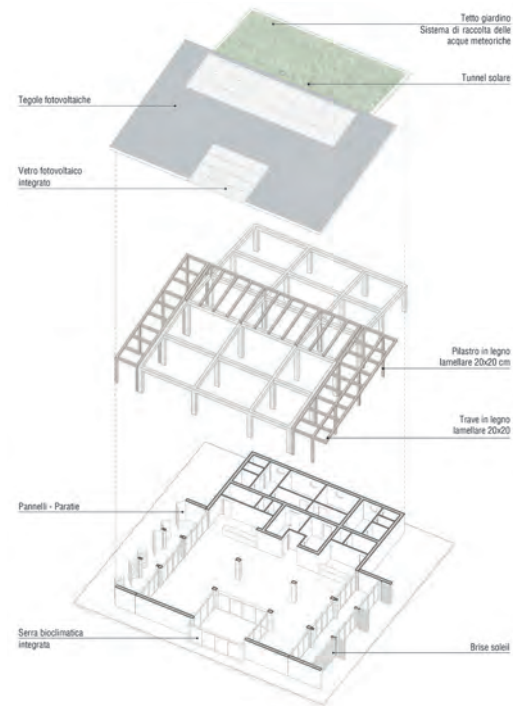 Tetto giardino
Sistema di raccolta delle
acque meteoriche
Tunnel solare
Tegole fotovoltaiche
Vetro fotovoltaico
integrato
Pilastro in legno
lamellare 20x20 cm
Trave in legno
lamellare 20x20
Pannelli - Paratie
Serra bioclimatica
integrata
Brise soleil